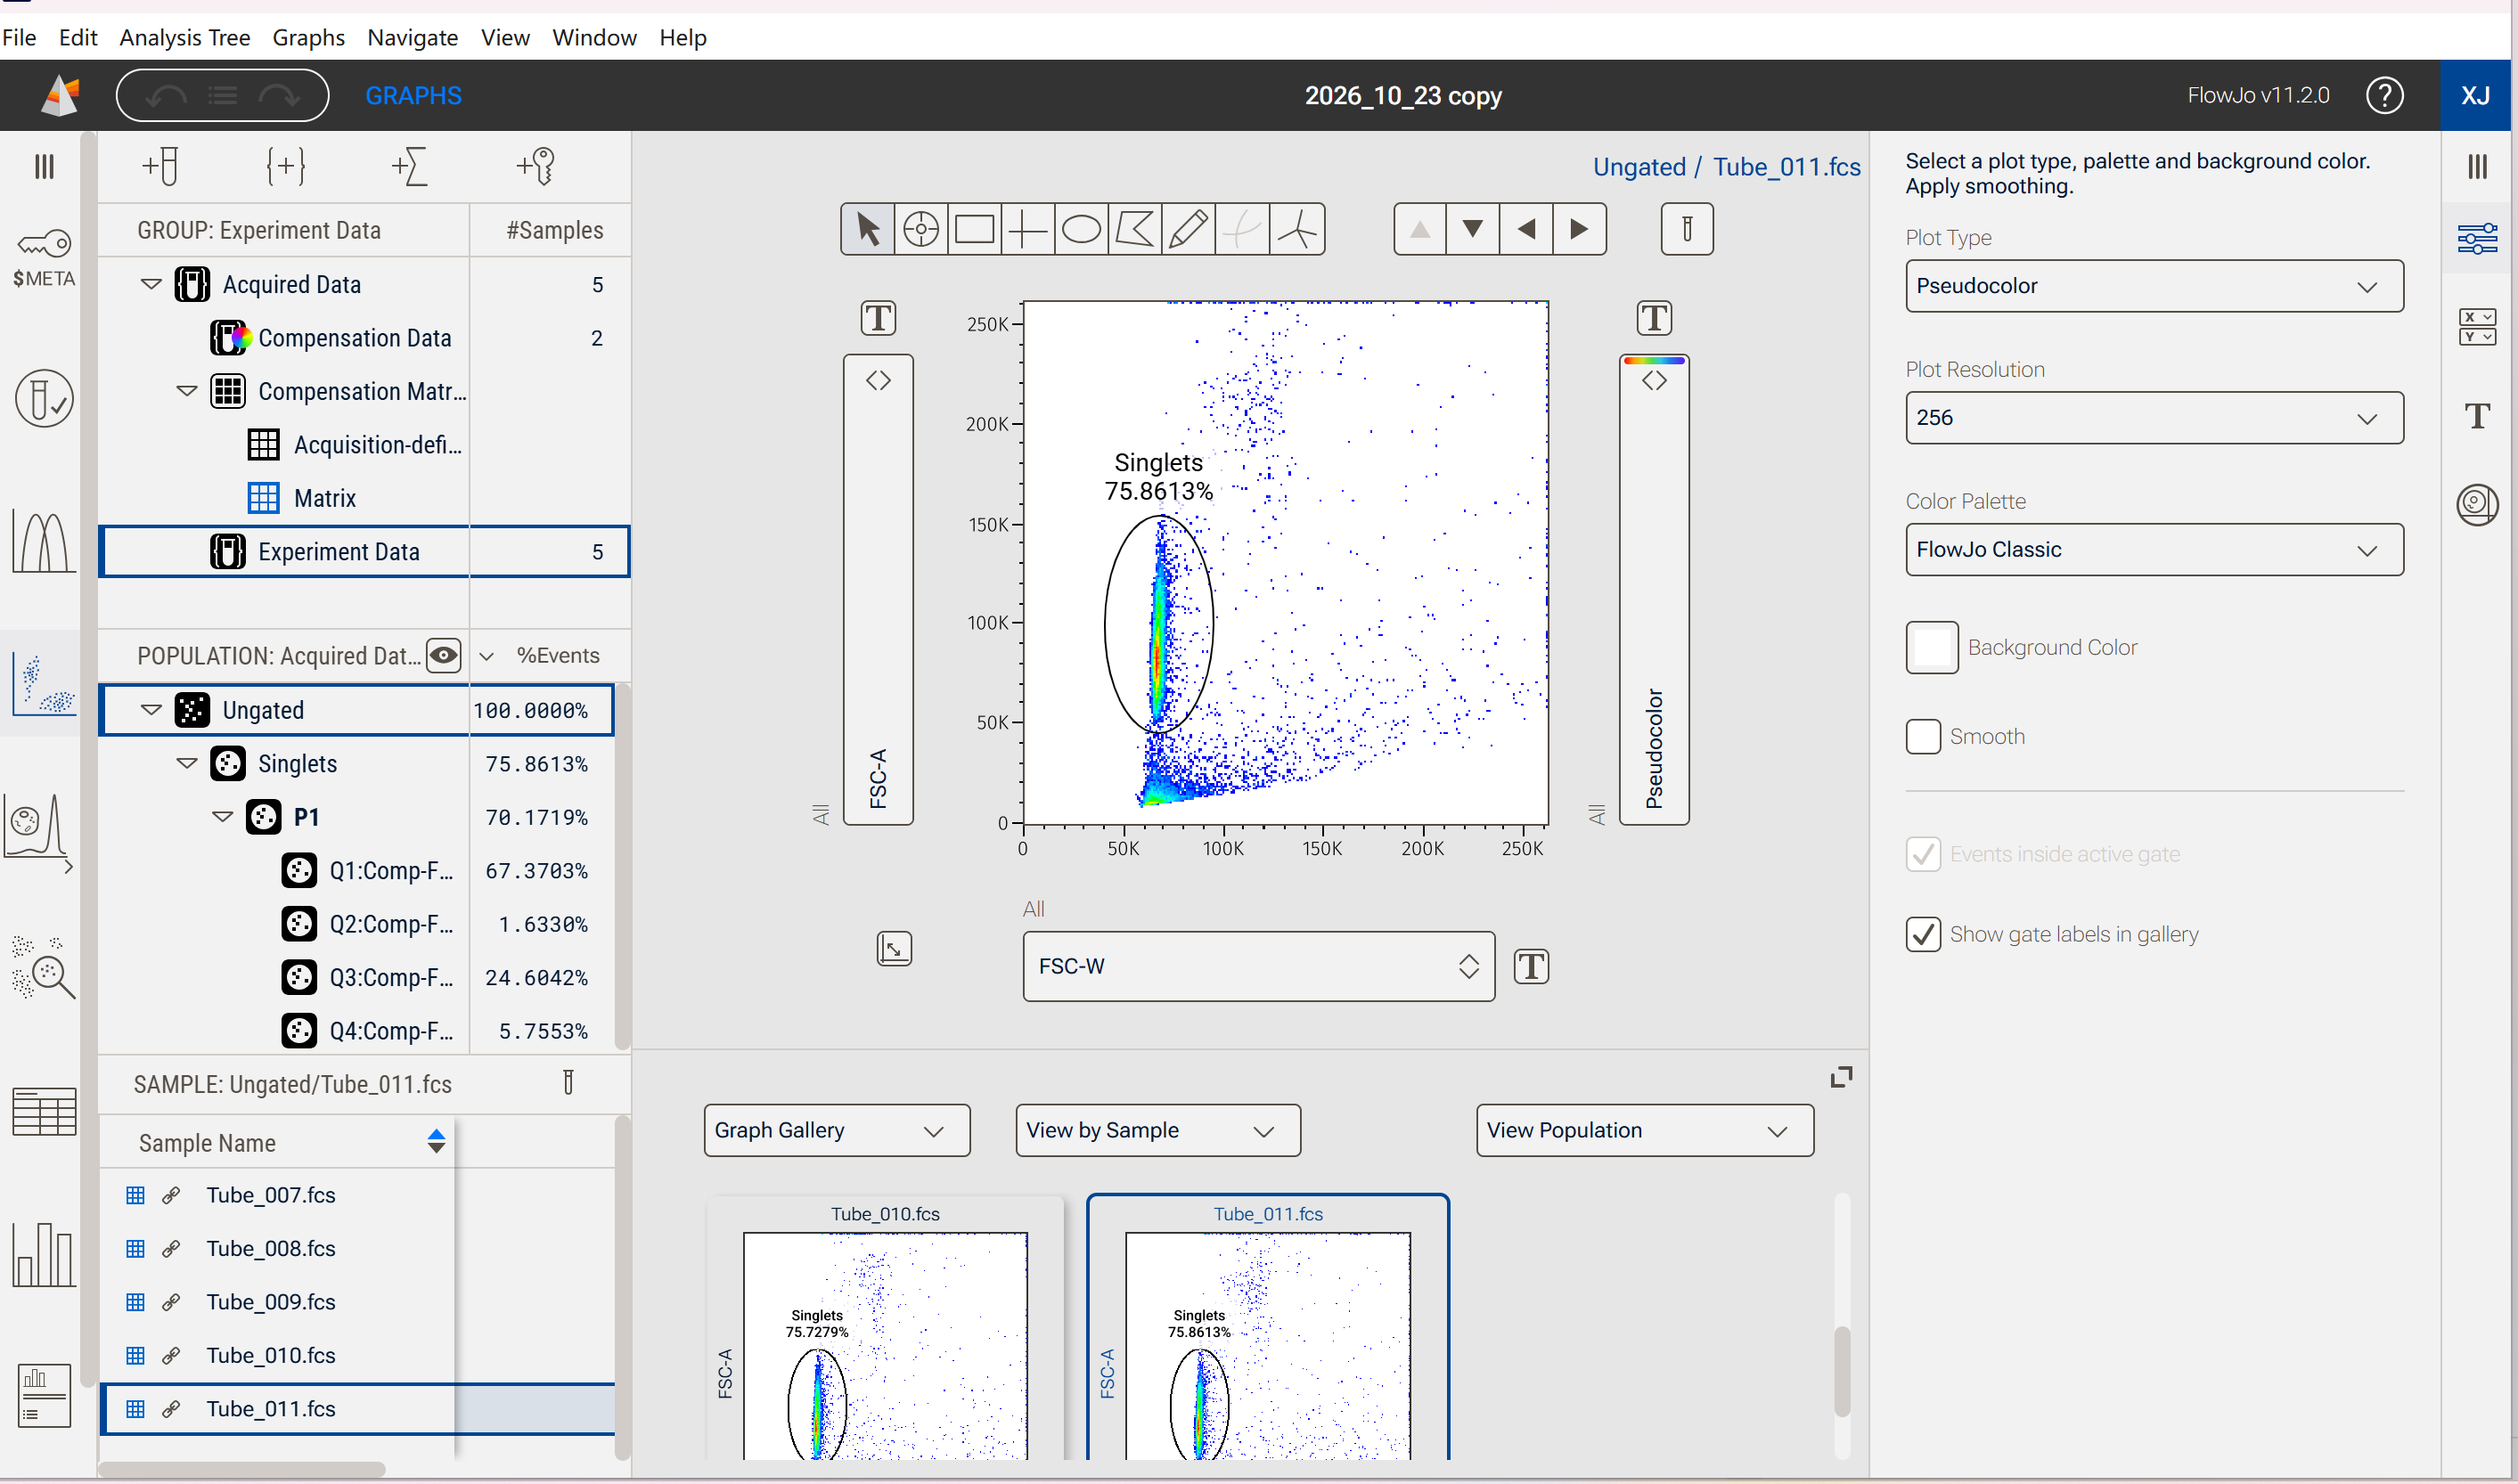 File Edit Analysis Tree Graphs Navigate View Window Help
GRAPHS
2026_10_23 copy
FlowJo v11.2.0
?
XJ
$META
GROUP: Experiment Data #Samples
Acquired Data 5
Compensation Data 2
Compensation Matr...
Acquisition-defi...
Matrix
Experiment Data 5
POPULATION: Acquired Dat... %Events
Ungated 100.0000%
Singlets 75.8613%
P1 70.1719%
Q1:Comp-F... 67.3703%
Q2:Comp-F... 1.6330%
Q3:Comp-F... 24.6042%
Q4:Comp-F... 5.7553%
SAMPLE: Ungated/Tube_011.fcs
Sample Name
Tube_007.fcs
Tube_008.fcs
Tube_009.fcs
Tube_010.fcs
Tube_011.fcs
Ungated / Tube_011.fcs
T
T
FSC-A
All
250K
200K
150K
100K
50K
0
Singlets
75.8613%
0 50K 100K 150K 200K 250K
Pseudocolor
All
All
FSC-W
T
Graph Gallery
View by Sample
View Population
Tube_010.fcs
Singlets
75.7279%
FSC-A
Tube_011.fcs
Singlets
75.8613%
FSC-A
Select a plot type, palette and background color.
Apply smoothing.
Plot Type
Pseudocolor
Plot Resolution
256
Color Palette
FlowJo Classic
Background Color
Smooth
Events inside active gate
Show gate labels in gallery
X
Y
T